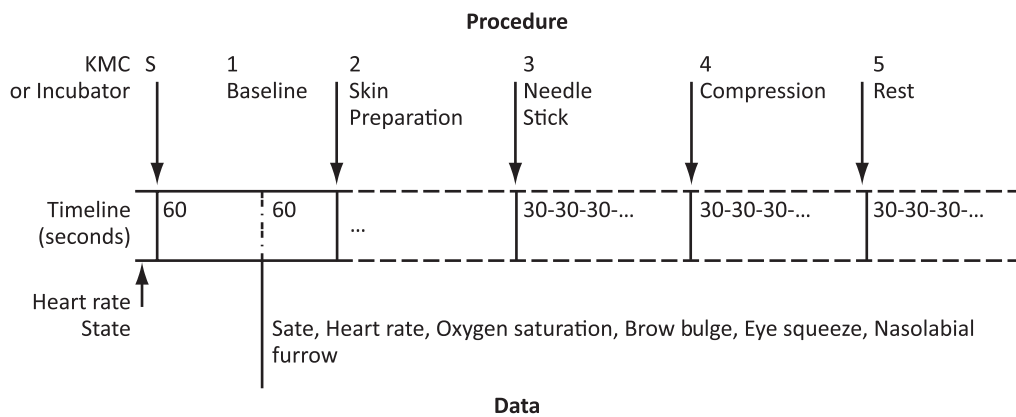 Procedure
KMC S 1 2 3 4 5
or Incubator Baseline Skin Needle Compression Rest
Preparation Stick
Timeline 60 60 ... 30-30-30-... 30-30-30-... 30-30-30-...
(seconds)
Heart rate
State
Sate, Heart rate, Oxygen saturation, Brow bulge, Eye squeeze, Nasolabial
furrow
Data